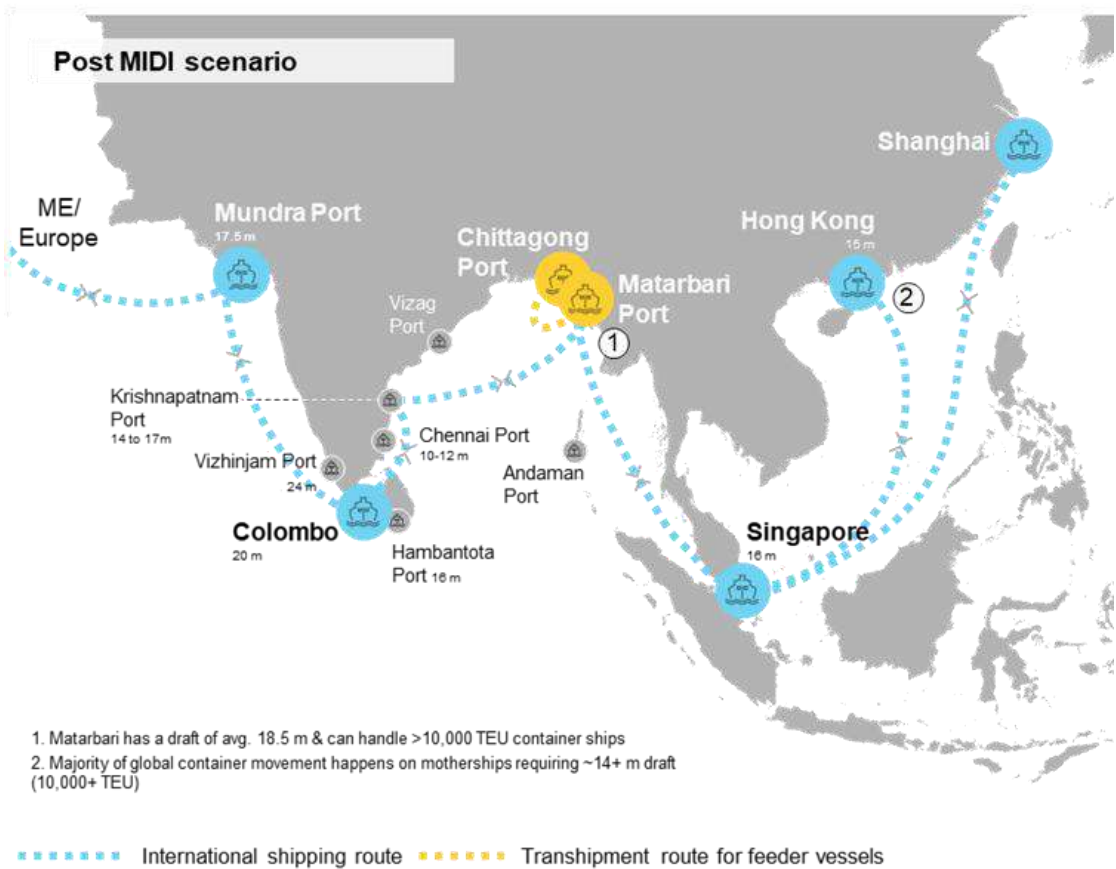 Post MIDI scenario
Shanghai
ME/
Europe
Mundra Port
17.5 m
Chittagong
Port
Hong Kong
15 m
Matarbari
Port
2
Vizag
Port
1
Krishnapatnam
Port
14 to 17m
Chennai Port
10-12 m
Vizhinjam Port
24 m
Andaman
Port
Colombo
20 m
Singapore
16 m
Hambantota
Port 16 m
1. Matarbari has a draft of avg. 18.5 m & can handle >10,000 TEU container ships
2. Majority of global container movement happens on motherships requiring ~14+ m draft
(10,000+ TEU)
International shipping route
Transhipment route for feeder vessels